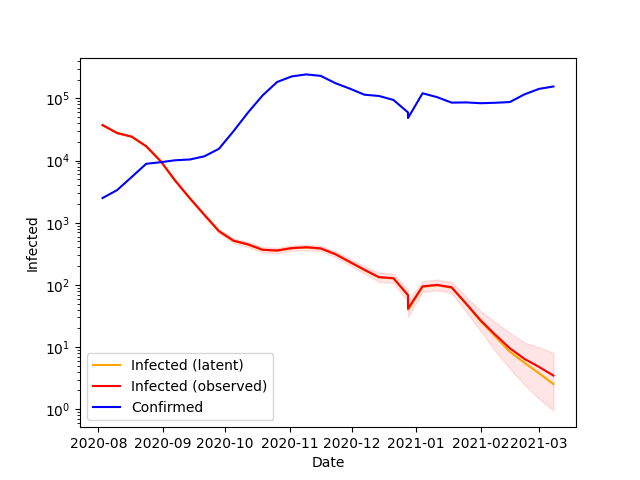 10^5
10^4
10^3
10^2
10^1
10^0
Infected
Infected (latent)
Infected (observed)
Confirmed
2020-08 2020-09 2020-10 2020-11 2020-12 2021-01 2021-02 2021-03
Date